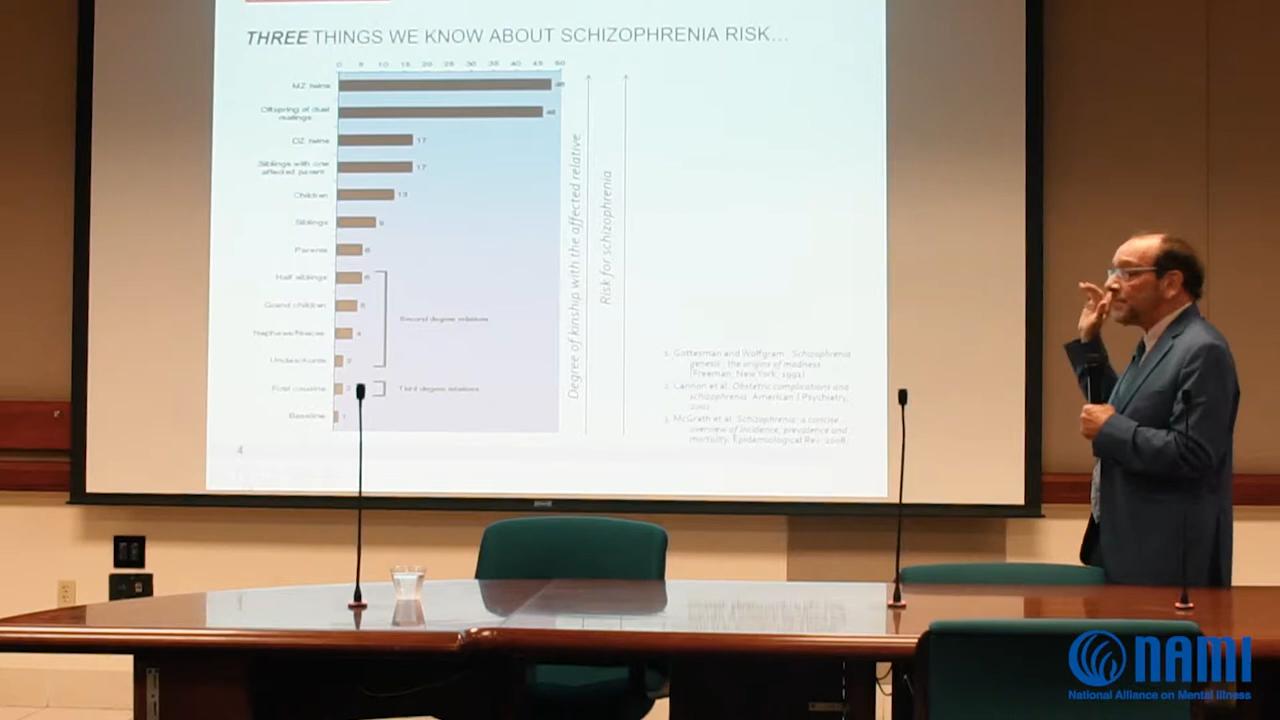 THREE THINGS WE KNOW ABOUT SCHIZOPHRENIA RISK...
0 5 10 15 20 25 30 35 40 45 50
MZ twins 48
Offspring of dual
matings 46
DZ twins 17
Siblings with one
affected parent 17
Children 13
Siblings 9
Parents 6
Half siblings 6
Grand children 5
Nephews/Nieces 4
Uncles/Aunts 2
First cousins 2
Baseline 1
Second degree relations
Third degree relations
Degree of kinship with the affected relative
Risk for schizophrenia
1. Gottesman and Wolfgram. Schizophrenia
genesis: the origins of madness
(Freeman, New York, 1991)
2. Cannon et al. Obstetric complications and
schizophrenia. American J Psychiatry,
2002
3. McGrath et al. Schizophrenia: a concise
overview of incidence, prevalence and
mortality. Epidemiological Rev. 2008
4
NAMI
National Alliance on Mental Illness